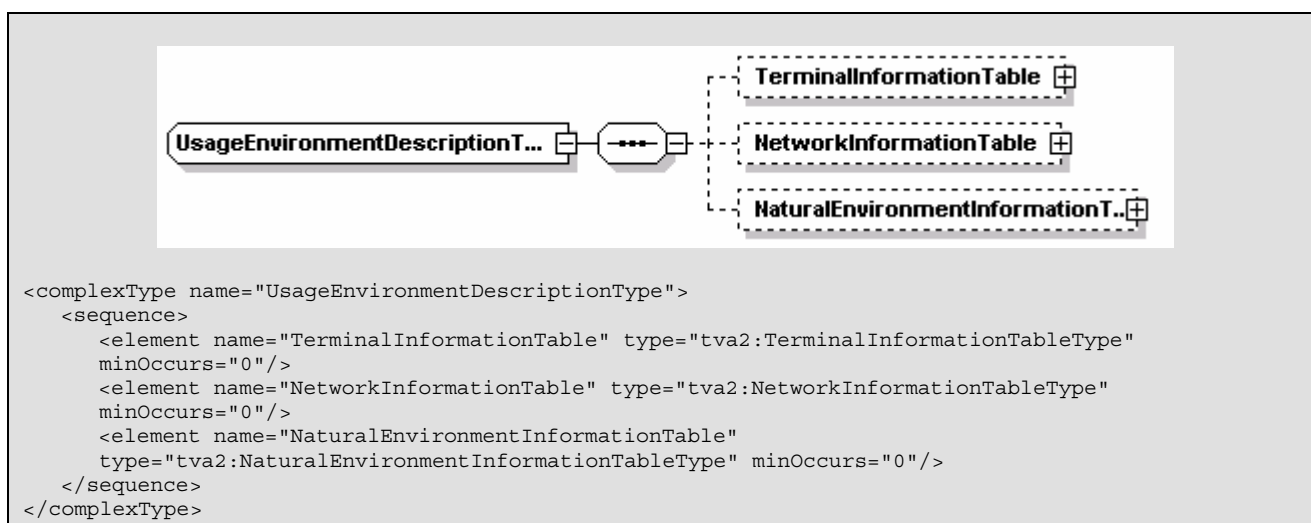 TerminalInformationTable
UsageEnvironmentDescriptionT...
NetworkInformationTable
NaturalEnvironmentInformationT..
<complexType name="UsageEnvironmentDescriptionType">
<sequence>
<element name="TerminalInformationTable" type="tva2:TerminalInformationTableType"
minOccurs="0"/>
<element name="NetworkInformationTable" type="tva2:NetworkInformationTableType"
minOccurs="0"/>
<element name="NaturalEnvironmentInformationTable"
type="tva2:NaturalEnvironmentInformationTableType" minOccurs="0"/>
</sequence>
</complexType>